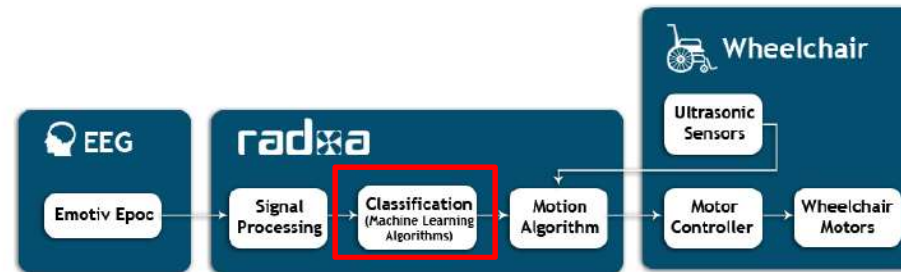 Wheelchair
Ultrasonic
Sensors
EEG
radxa
Emotiv Epoc
Signal
Processing
Classification
(Machine Learning
Algorithms)
Motion
Algorithm
Motor
Controller
Wheelchair
Motors